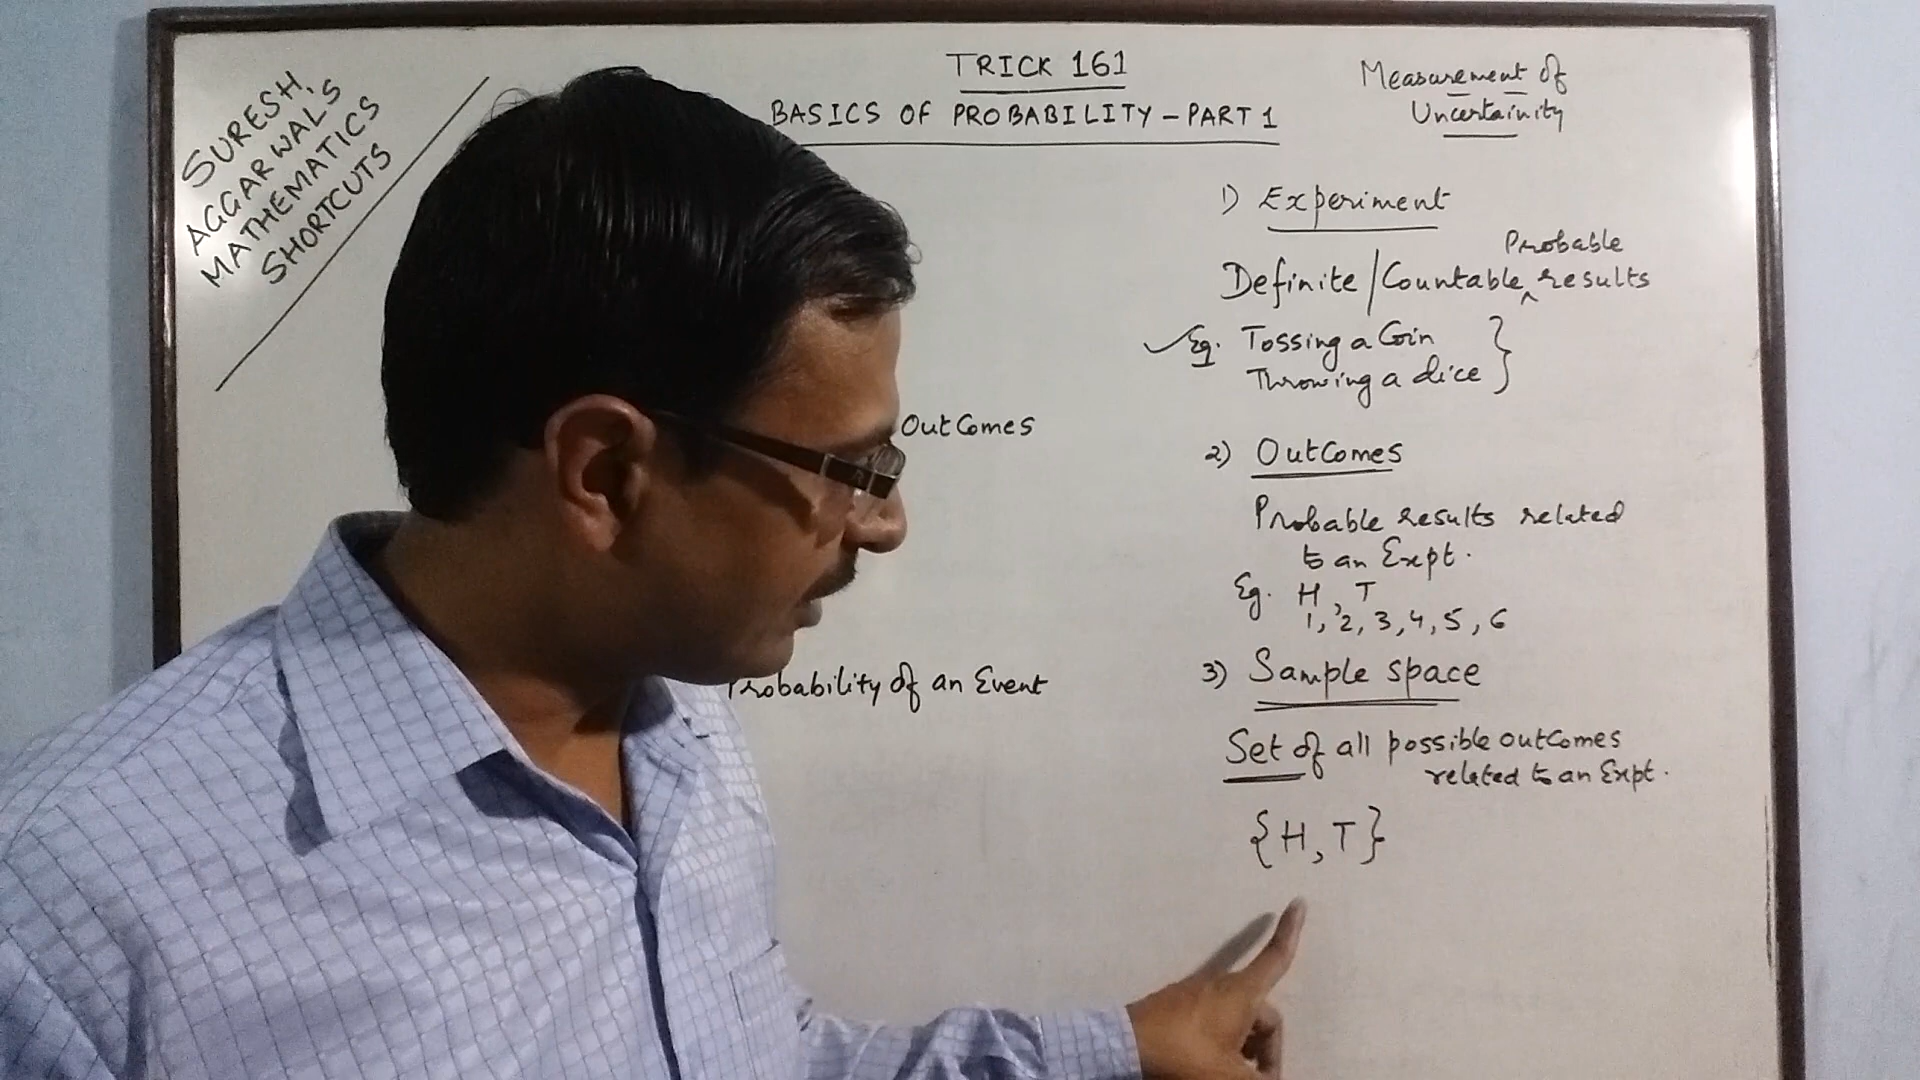 SURESH
AGGARWAL'S
MATHEMATICS
SHORTCUTS
TRICK 161
BASICS OF PROBABILITY - PART 1
Measurement of
Uncertainity
1) Experiment
Probable
Definite / Countable ^ results
Eg. Tossing a Coin
Throwing a dice
OutComes
2) OutComes
Probable results related
to an Expt.
Eg. H, T
1, 2, 3, 4, 5, 6
Probability of an Event
3) Sample space
Set of all possible outComes
related to an Expt.
{H, T}